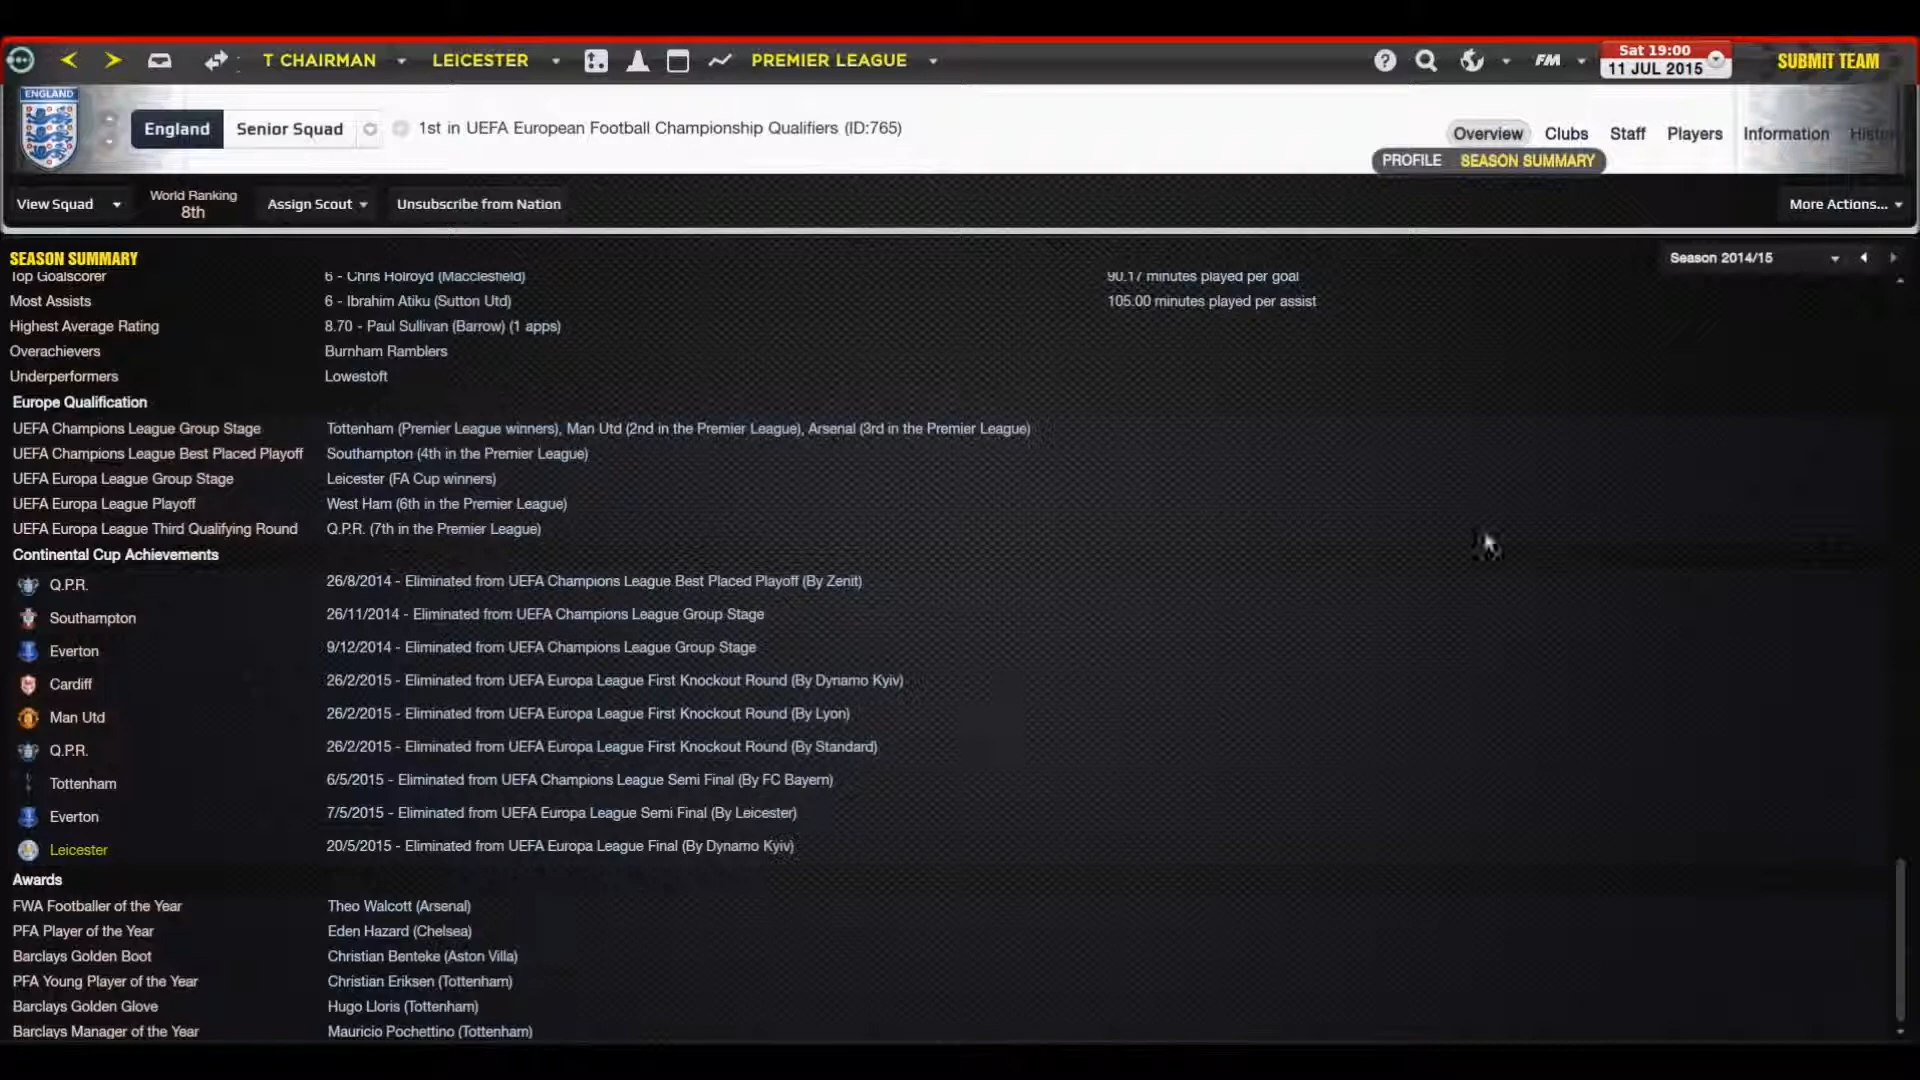 T CHAIRMAN LEICESTER PREMIER LEAGUE FM Sat 19:00 11 JUL 2015 SUBMIT TEAM
ENGLAND
England Senior Squad 1st in UEFA European Football Championship Qualifiers (ID:765)
Overview Clubs Staff Players Information
PROFILE SEASON SUMMARY
View Squad World Ranking 8th Assign Scout Unsubscribe from Nation More Actions...
SEASON SUMMARY Season 2014/15
Top Goalscorer 6 - Chris Holroyd (Macclesfield) 90.17 minutes played per goal
Most Assists 6 - Ibrahim Atiku (Sutton Utd) 105.00 minutes played per assist
Highest Average Rating 8.70 - Paul Sullivan (Barrow) (1 apps)
Overachievers Burnham Ramblers
Underperformers Lowestoft
Europe Qualification
UEFA Champions League Group Stage Tottenham (Premier League winners), Man Utd (2nd in the Premier League), Arsenal (3rd in the Premier League)
UEFA Champions League Best Placed Playoff Southampton (4th in the Premier League)
UEFA Europa League Group Stage Leicester (FA Cup winners)
UEFA Europa League Playoff West Ham (6th in the Premier League)
UEFA Europa League Third Qualifying Round Q.P.R. (7th in the Premier League)
Continental Cup Achievements
Q.P.R. 26/8/2014 - Eliminated from UEFA Champions League Best Placed Playoff (By Zenit)
Southampton 26/11/2014 - Eliminated from UEFA Champions League Group Stage
Everton 9/12/2014 - Eliminated from UEFA Champions League Group Stage
Cardiff 26/2/2015 - Eliminated from UEFA Europa League First Knockout Round (By Dynamo Kyiv)
Man Utd 26/2/2015 - Eliminated from UEFA Europa League First Knockout Round (By Lyon)
Q.P.R. 26/2/2015 - Eliminated from UEFA Europa League First Knockout Round (By Standard)
Tottenham 6/5/2015 - Eliminated from UEFA Champions League Semi Final (By FC Bayern)
Everton 7/5/2015 - Eliminated from UEFA Europa League Semi Final (By Leicester)
Leicester 20/5/2015 - Eliminated from UEFA Europa League Final (By Dynamo Kyiv)
Awards
FWA Footballer of the Year Theo Walcott (Arsenal)
PFA Player of the Year Eden Hazard (Chelsea)
Barclays Golden Boot Christian Benteke (Aston Villa)
PFA Young Player of the Year Christian Eriksen (Tottenham)
Barclays Golden Glove Hugo Lloris (Tottenham)
Barclays Manager of the Year Mauricio Pochettino (Tottenham)